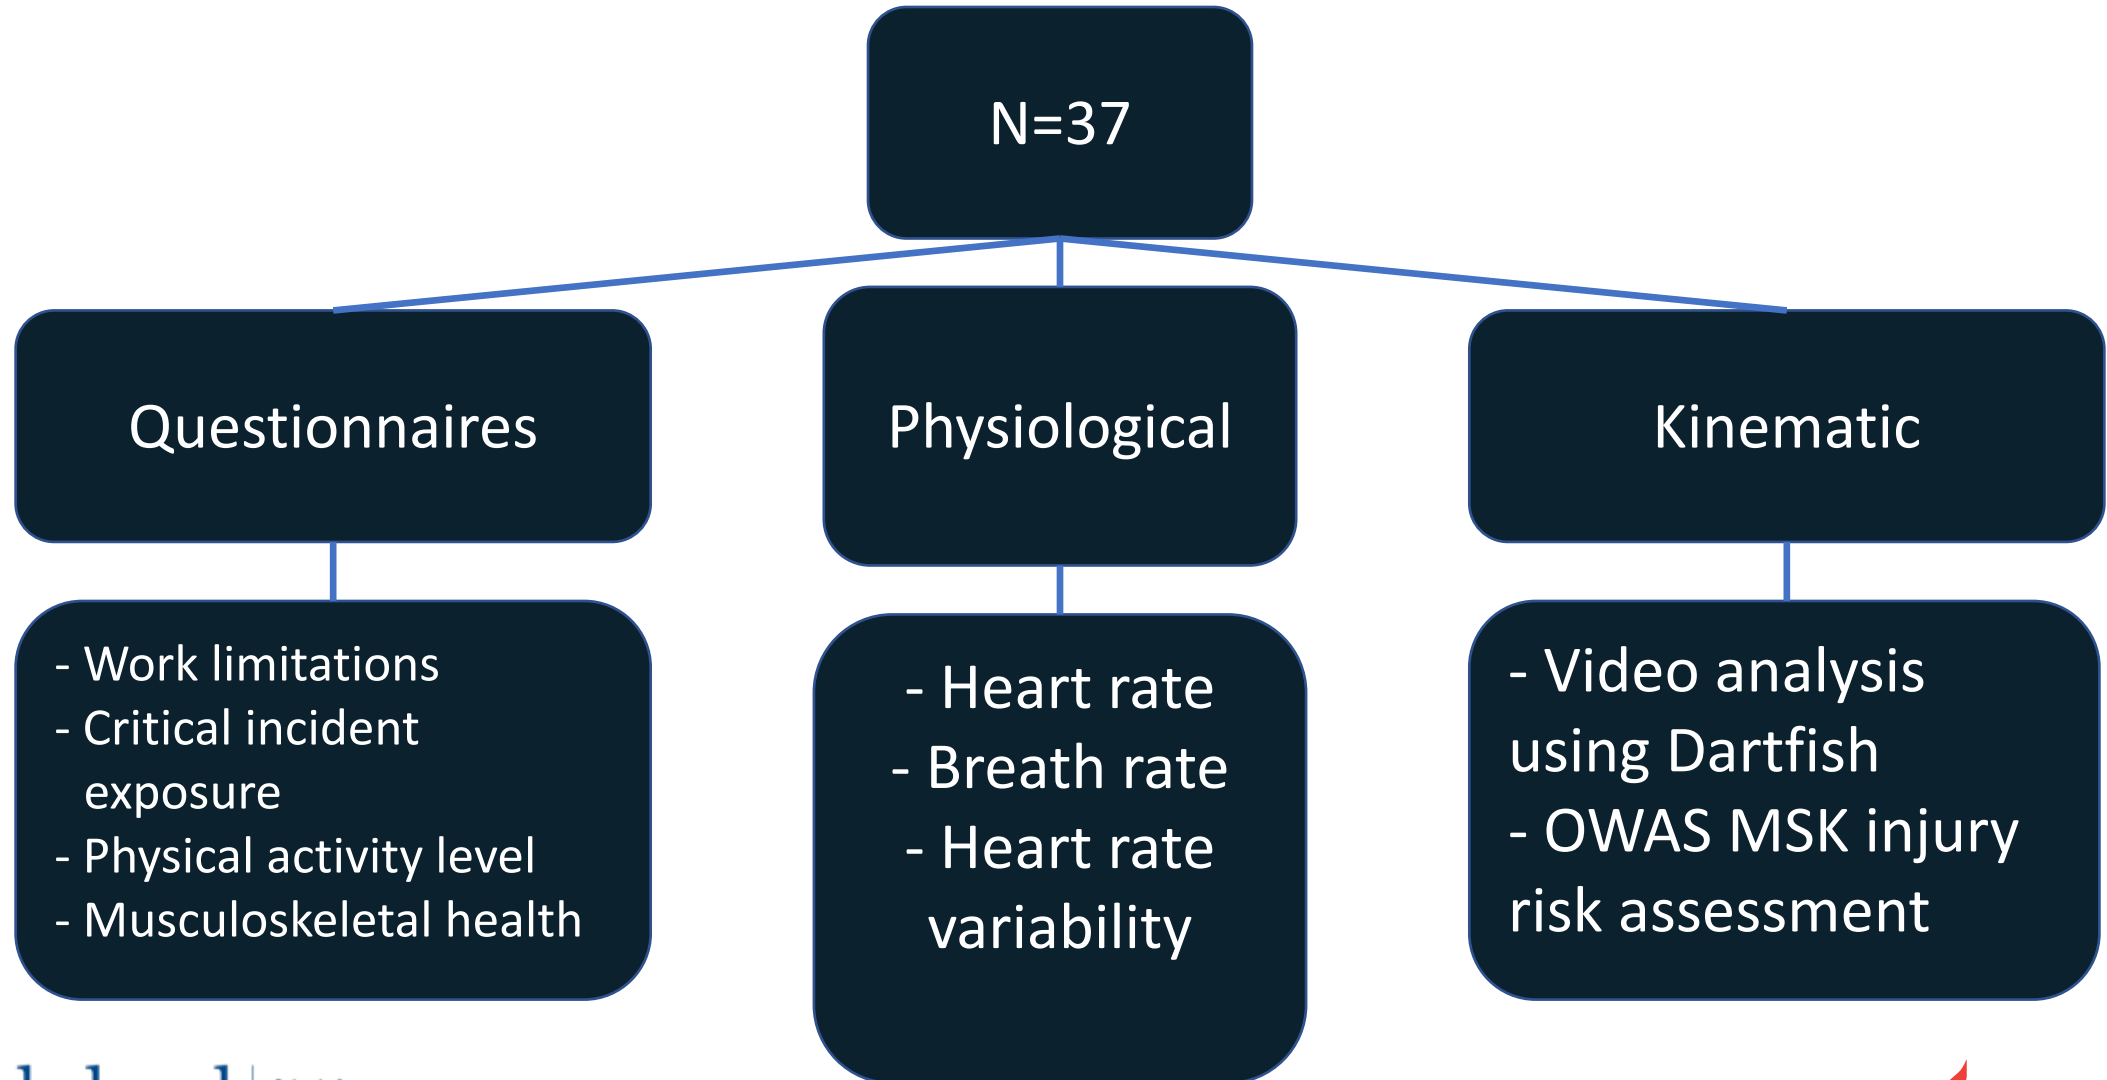 N=37
Questionnaires
Physiological
Kinematic
- Work limitations
- Critical incident
exposure
- Physical activity level
- Musculoskeletal health
- Heart rate
- Breath rate
- Heart rate
variability
- Video analysis
using Dartfish
- OWAS MSK injury
risk assessment